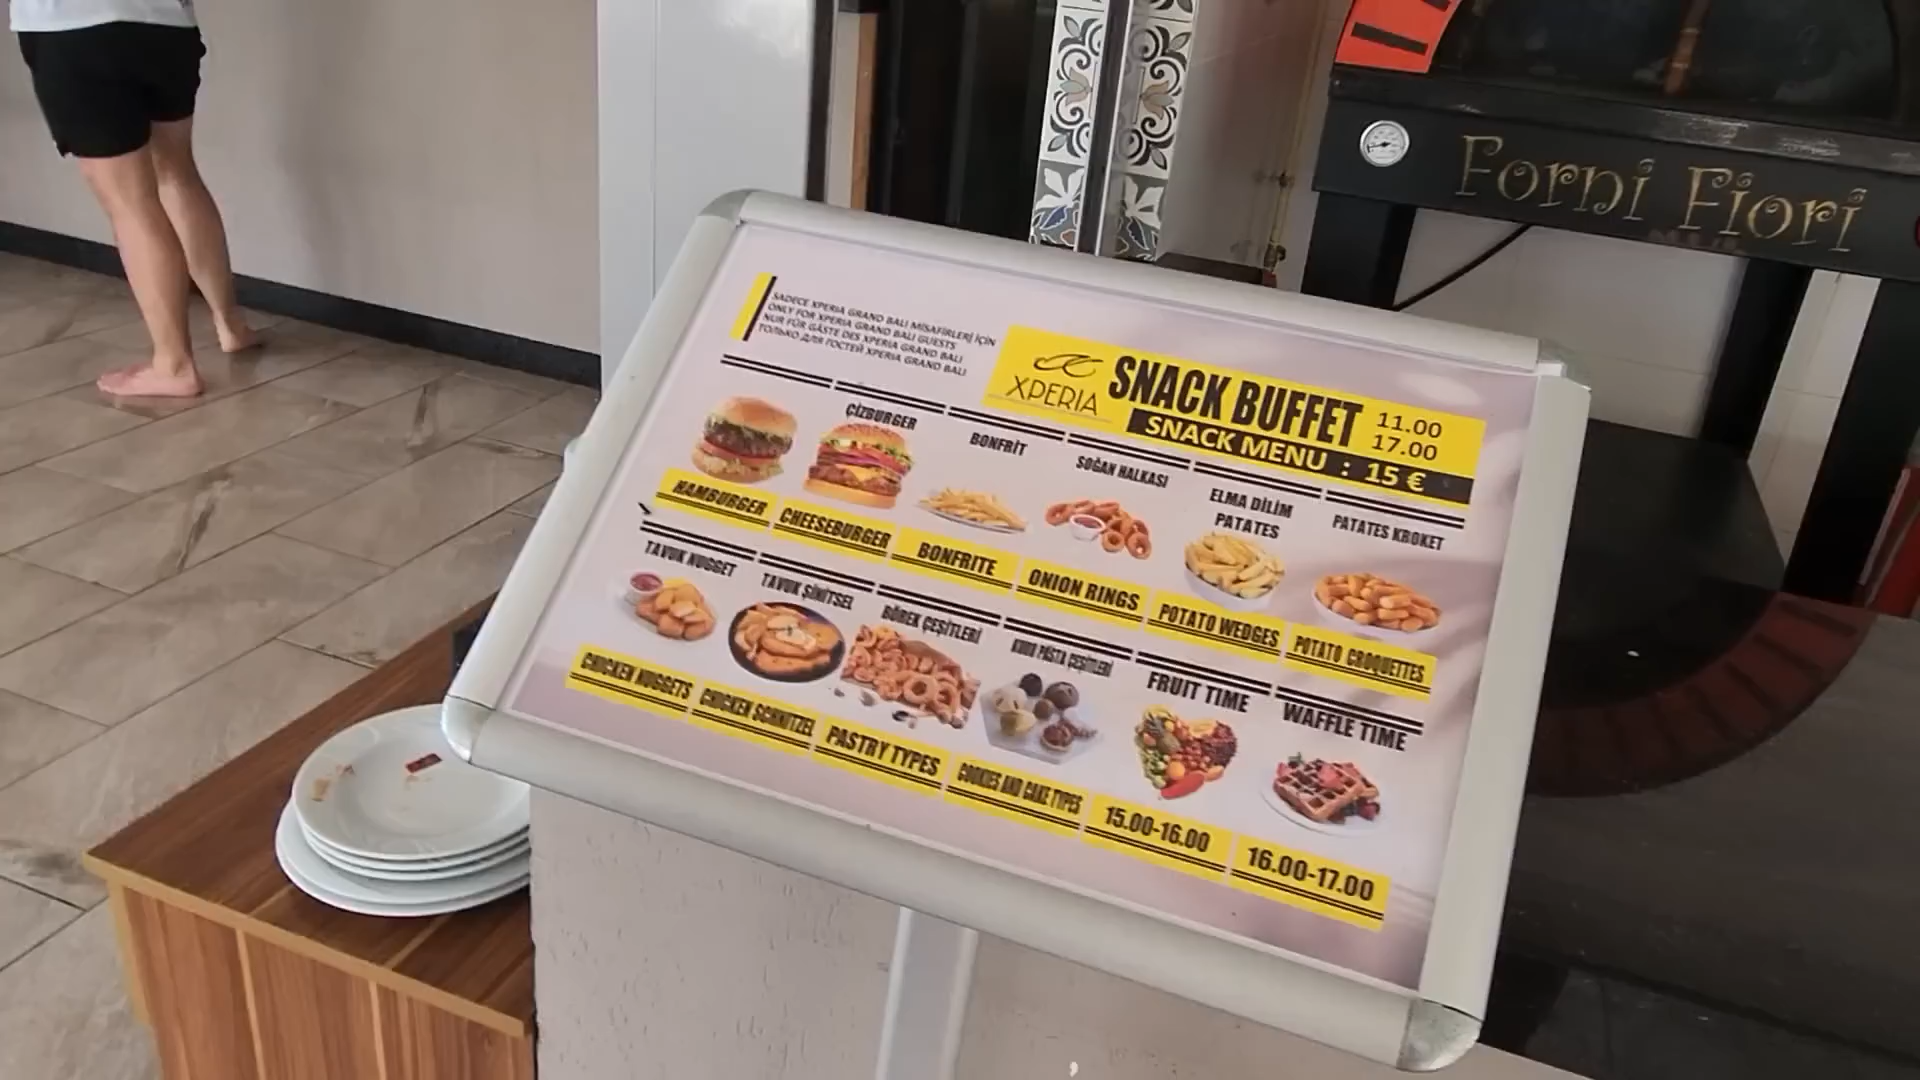 Forni Fiori
SADECE XPERIA GRAND BALI MİSAFİRLERİ İÇİN
ONLY FOR XPERIA GRAND BALI GUESTS
NUR FÜR GÄSTE DES XPERIA GRAND BALI
ТОЛЬКО ДЛЯ ГОСТЕЙ XPERIA GRAND BALI
XPERIA
SNACK BUFFET
11.00
17.00
SNACK MENU : 15 €
HAMBURGER
ÇİZBURGER
CHEESEBURGER
BONFRİT
BONFRITE
SOĞAN HALKASI
ONION RINGS
ELMA DİLİM
PATATES
POTATO WEDGES
PATATES KROKET
POTATO CROQUETTES
TAVUK NUGGET
CHICKEN NUGGETS
TAVUK ŞİNİTSEL
CHICKEN SCHNITZEL
BÖREK ÇEŞİTLERİ
PASTRY TYPES
KURU PASTA ÇEŞİTLERİ
COOKIES AND CAKE TYPES
FRUIT TIME
15.00-16.00
WAFFLE TIME
16.00-17.00